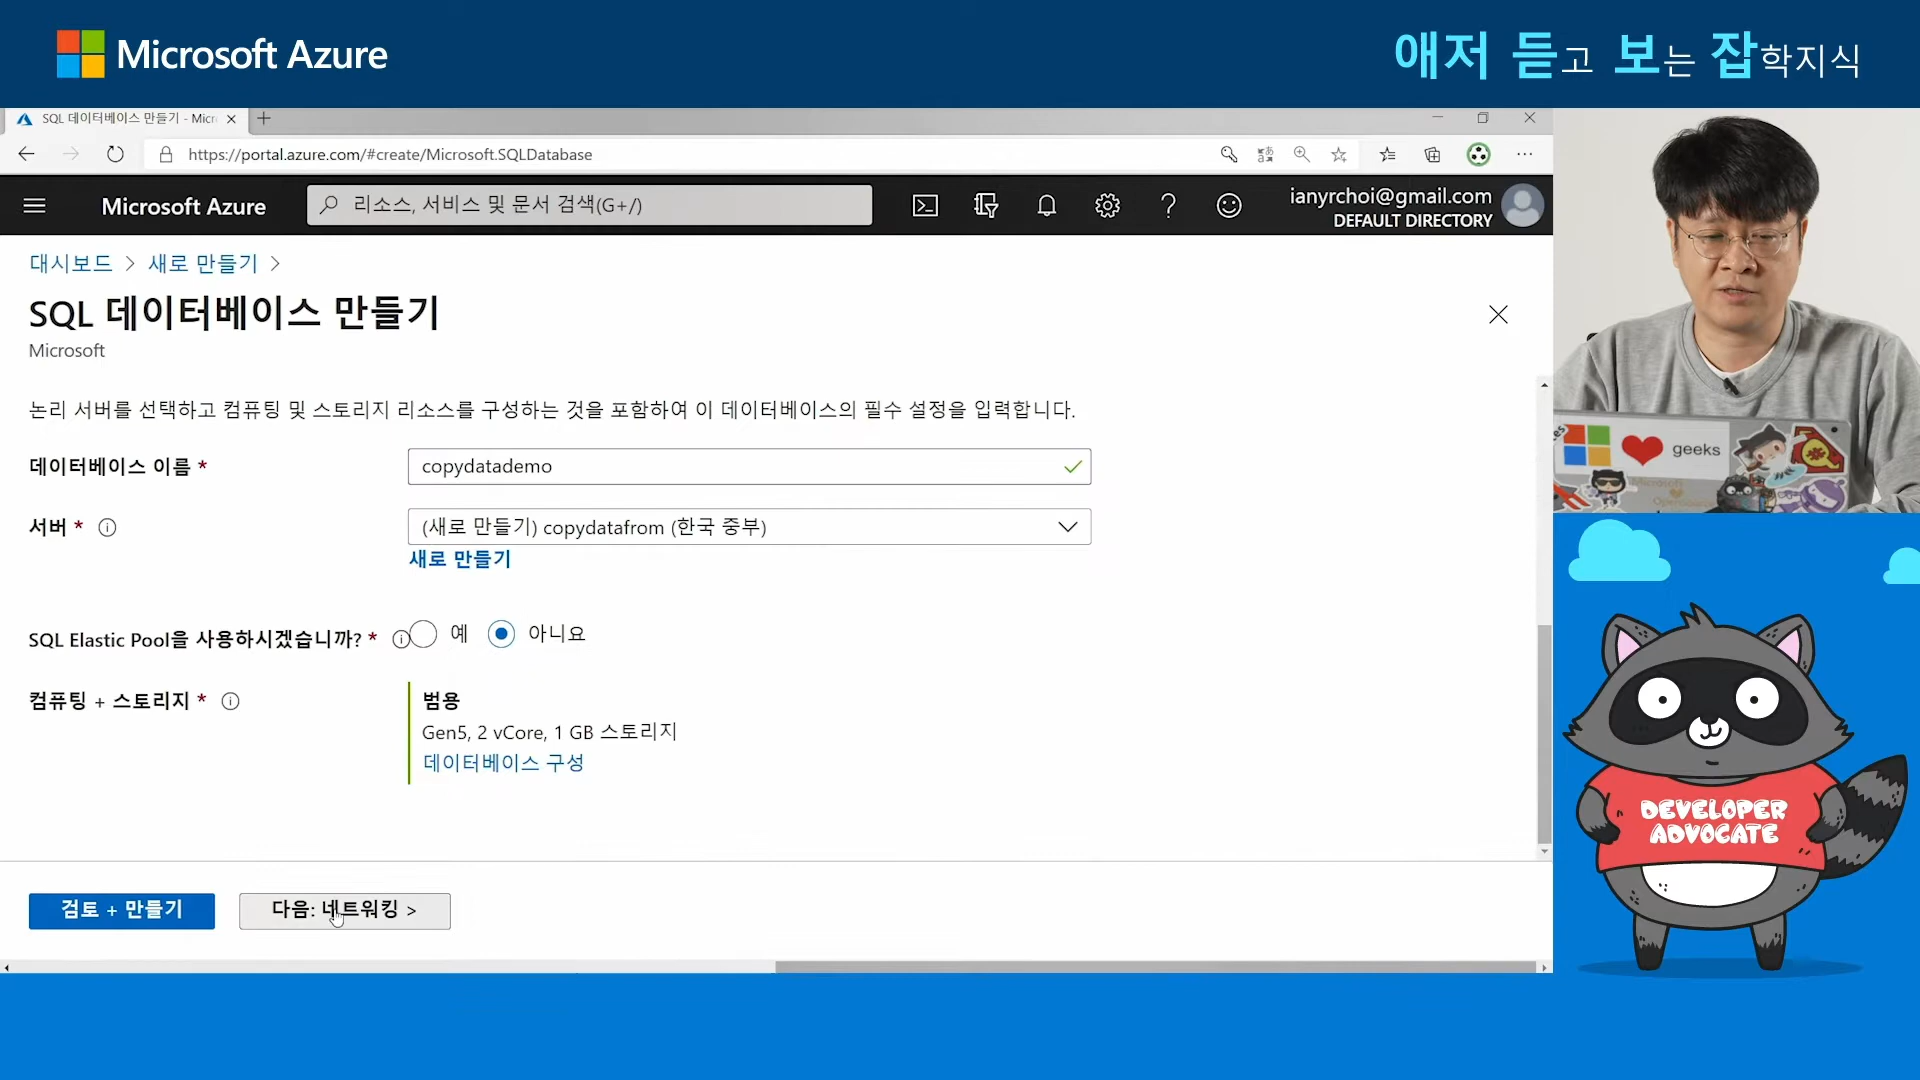 Microsoft Azure
애저 듣고 보는 잡학지식
SQL 데이터베이스 만들기 - Micr
https://portal.azure.com/#create/Microsoft.SQLDatabase
Microsoft Azure
리소스, 서비스 및 문서 검색(G+/)
ianyrchoi@gmail.com
DEFAULT DIRECTORY
대시보드 > 새로 만들기 >
SQL 데이터베이스 만들기
Microsoft
논리 서버를 선택하고 컴퓨팅 및 스토리지 리소스를 구성하는 것을 포함하여 이 데이터베이스의 필수 설정을 입력합니다.
데이터베이스 이름 *
copydatademo
서버 *
(새로 만들기) copydatafrom (한국 중부)
새로 만들기
SQL Elastic Pool을 사용하시겠습니까? *
예
아니요
컴퓨팅 + 스토리지 *
범용
Gen5, 2 vCore, 1 GB 스토리지
데이터베이스 구성
검토 + 만들기
다음: 네트워킹 >
geeks
Microsoft
DEVELOPER
ADVOCATE